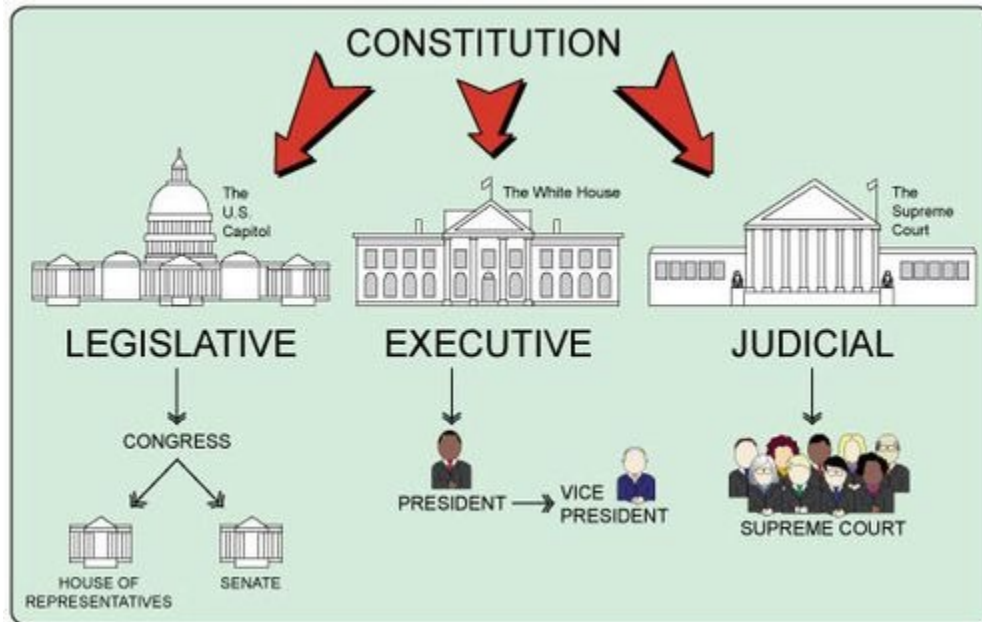 CONSTITUTION
The
U.S.
Capitol
The White House
The
Supreme
Court
LEGISLATIVE
EXECUTIVE
JUDICIAL
CONGRESS
HOUSE OF
REPRESENTATIVES
SENATE
PRESIDENT
VICE
PRESIDENT
SUPREME COURT